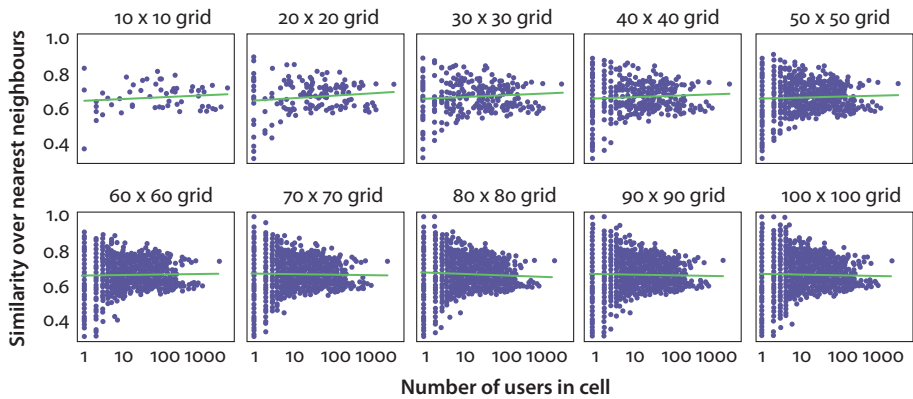 10 x 10 grid 20 x 20 grid 30 x 30 grid 40 x 40 grid 50 x 50 grid
Similarity over nearest neighbours
1.0
0.8
0.6
0.4
60 x 60 grid 70 x 70 grid 80 x 80 grid 90 x 90 grid 100 x 100 grid
1.0
0.8
0.6
0.4
1 10 100 1000 1 10 100 1000 1 10 100 1000 1 10 100 1000 1 10 100 1000
Number of users in cell